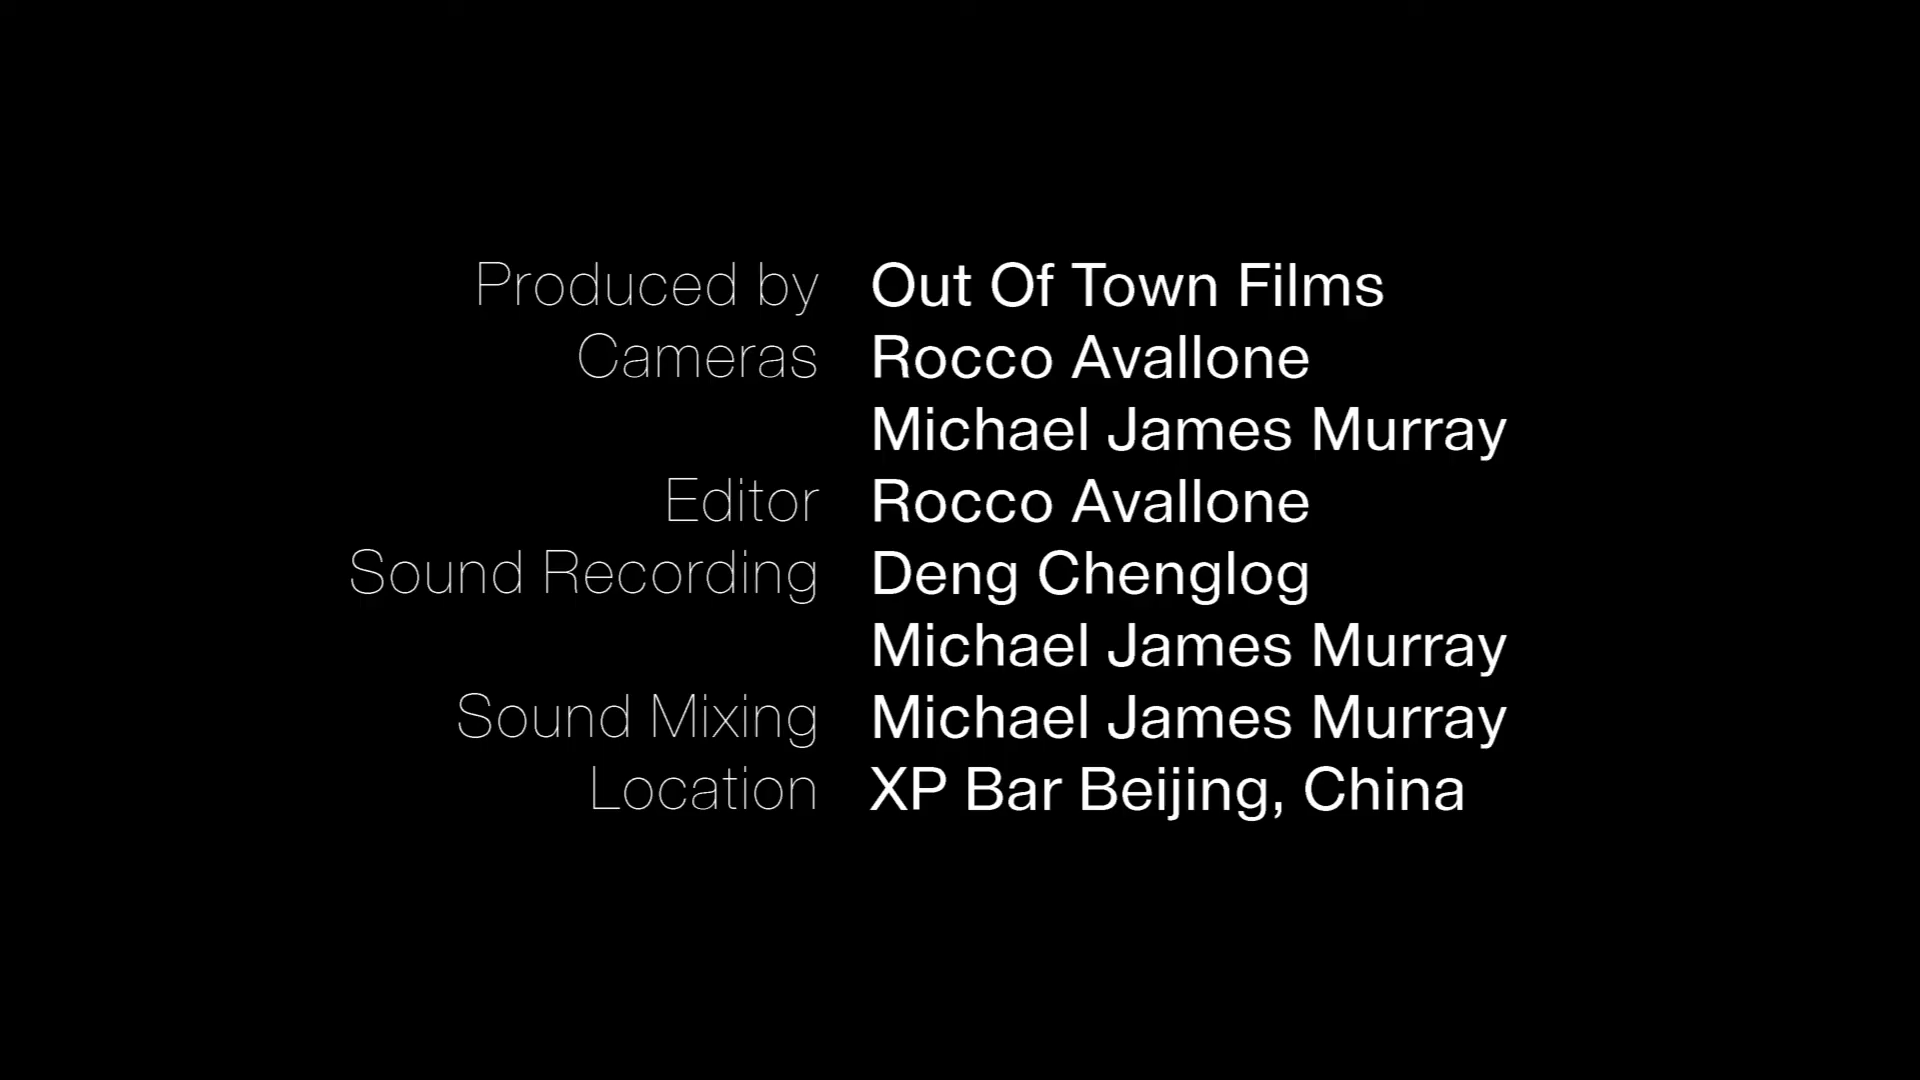 Produced by Out Of Town Films
Cameras Rocco Avallone
Michael James Murray
Editor Rocco Avallone
Sound Recording Deng Chenglog
Michael James Murray
Sound Mixing Michael James Murray
Location XP Bar Beijing, China